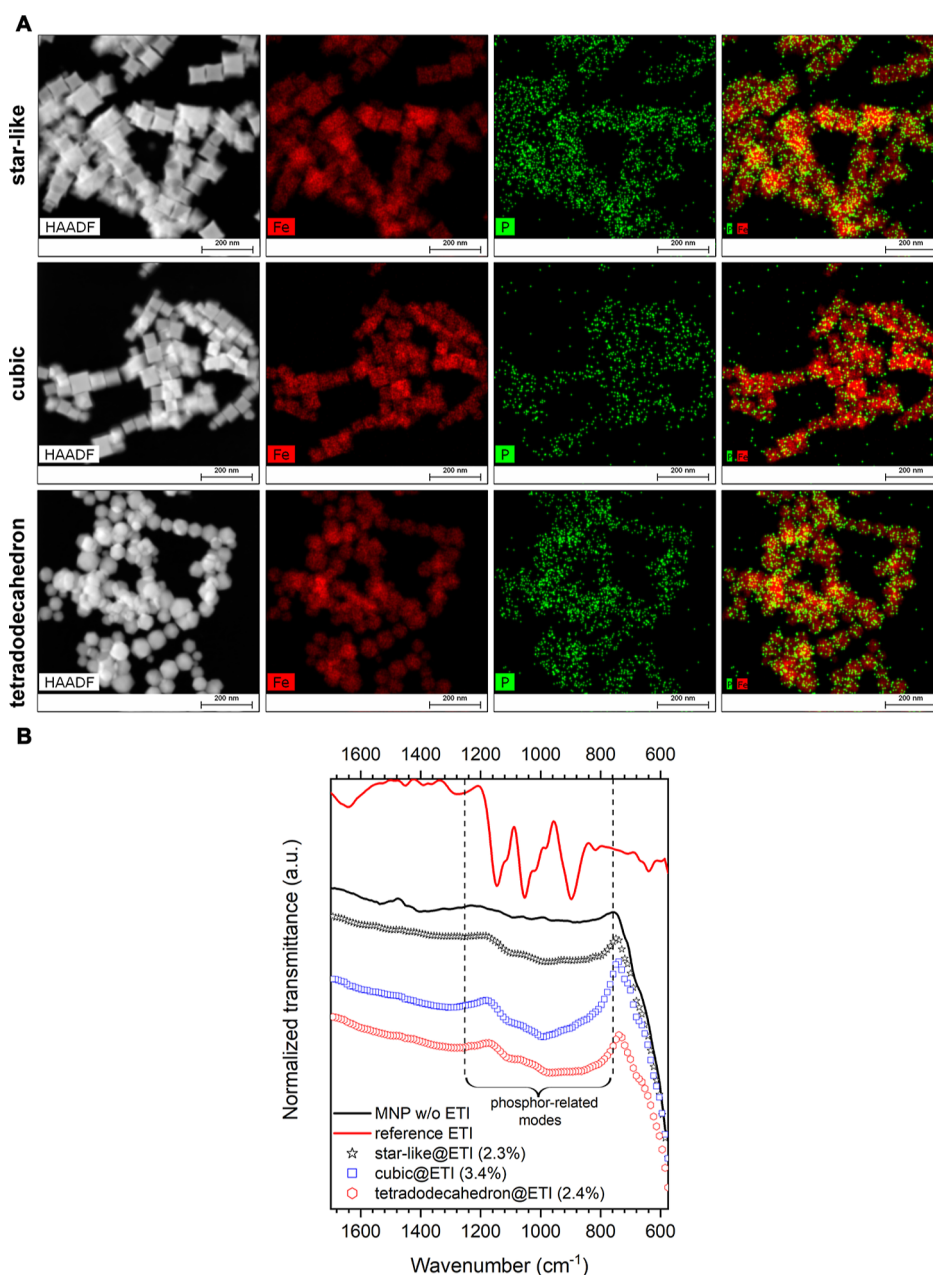 A
star-like
HAADF
200 nm
Fe
200 nm
P
200 nm
P Fe
200 nm
cubic
HAADF
200 nm
Fe
200 nm
P
200 nm
P Fe
200 nm
tetradodecahedron
HAADF
200 nm
Fe
200 nm
P
200 nm
P Fe
200 nm
B
1600 1400 1200 1000 800 600
Normalized transmittance (a.u.)
phosphor-related
modes
MNP w/o ETI
reference ETI
star-like@ETI (2.3%)
cubic@ETI (3.4%)
tetradodecahedron@ETI (2.4%)
1600 1400 1200 1000 800 600
Wavenumber (cm⁻¹)